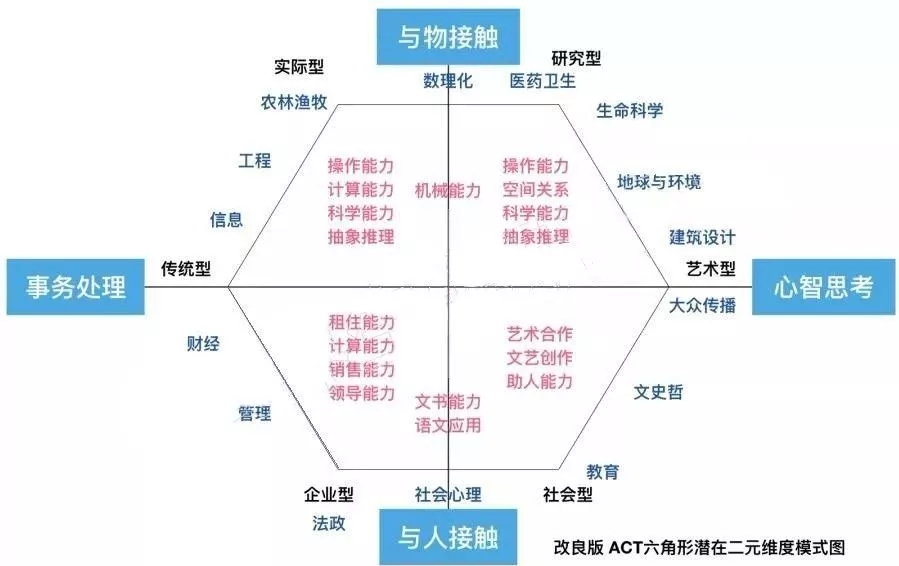 与物接触
实际型
研究型
数理化
医药卫生
农林渔牧
生命科学
工程
操作能力
计算能力
科学能力
抽象推理
机械能力
操作能力
空间关系
科学能力
抽象推理
地球与环境
信息
建筑设计
传统型
艺术型
事务处理
心智思考
大众传播
租住能力
计算能力
销售能力
领导能力
艺术合作
文艺创作
助人能力
财经
文史哲
管理
文书能力
语文应用
教育
企业型
社会心理
社会型
法政
与人接触
改良版 ACT六角形潜在二元维度模式图